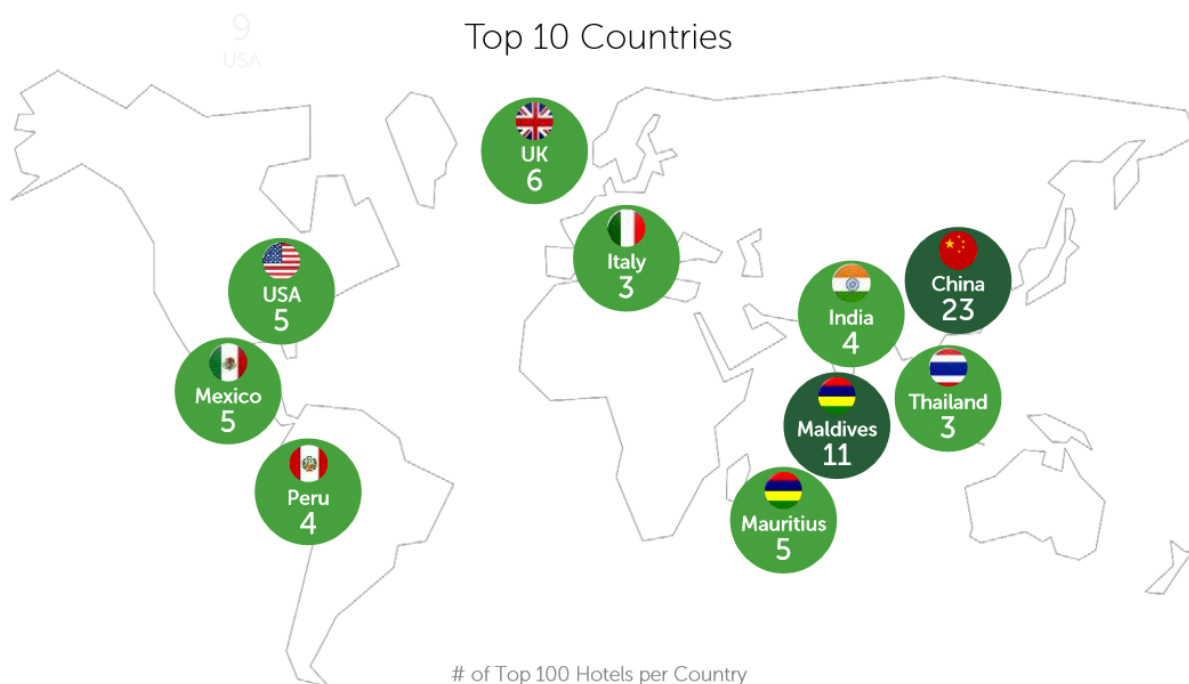 9
USA
Top 10 Countries
UK
6
Italy
3
USA
5
China
23
India
4
Mexico
5
Thailand
3
Maldives
11
Peru
4
Mauritius
5
# of Top 100 Hotels per Country